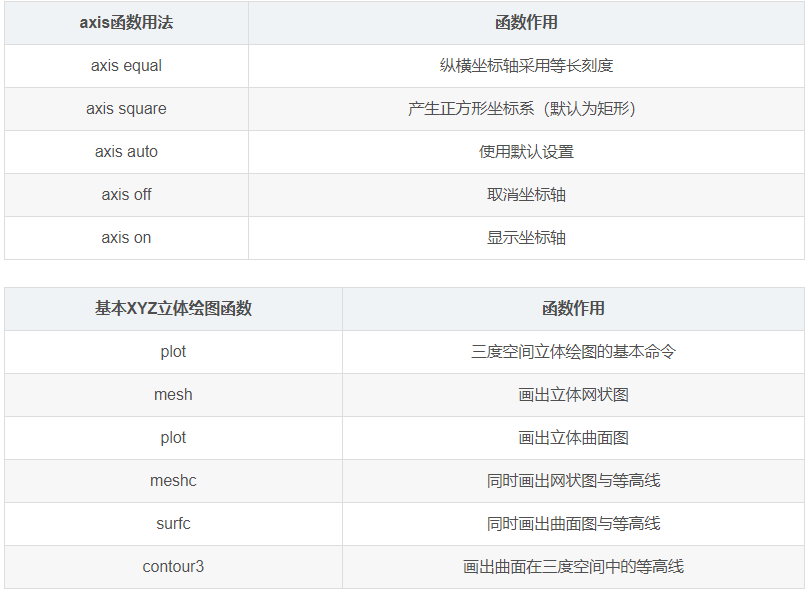 axis函数用法 函数作用
axis equal 纵横坐标轴采用等长刻度
axis square 产生正方形坐标系（默认为矩形）
axis auto 使用默认设置
axis off 取消坐标轴
axis on 显示坐标轴
基本XYZ立体绘图函数 函数作用
plot 三度空间立体绘图的基本命令
mesh 画出立体网状图
plot 画出立体曲面图
meshc 同时画出网状图与等高线
surfc 同时画出曲面图与等高线
contour3 画出曲面在三度空间中的等高线